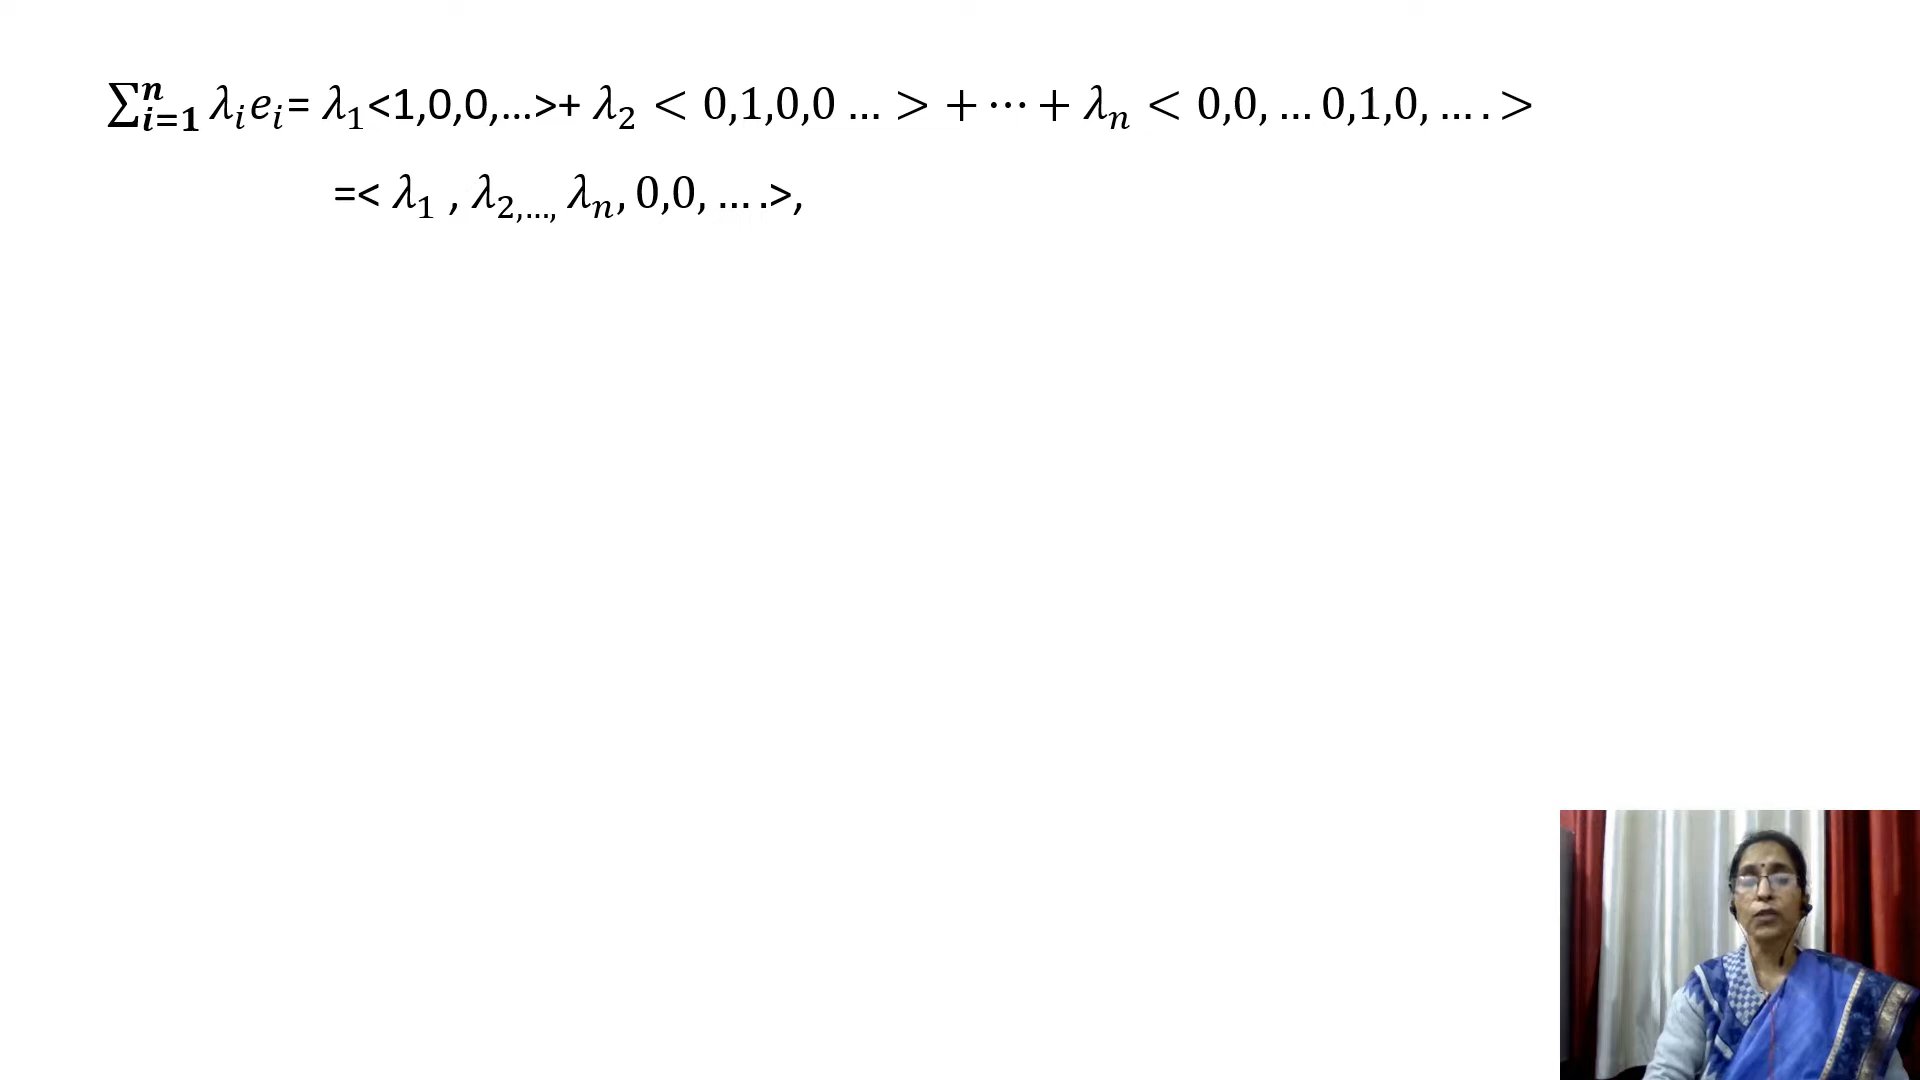 ∑ⁿᵢ₌₁ λᵢeᵢ= λ₁<1,0,0,...>+ λ₂ < 0,1,0,0 … > + ⋯ + λₙ < 0,0, … 0,1,0, … . >
=< λ₁ , λ₂,…, λₙ, 0,0, … .>,